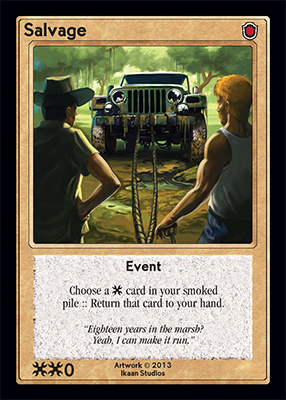 Salvage
Event
Choose a card in your smoked
pile :: Return that card to your hand.
"Eighteen years in the marsh?
Yeah, I can make it run."
Artwork © 2013
Ikaan Studios
0